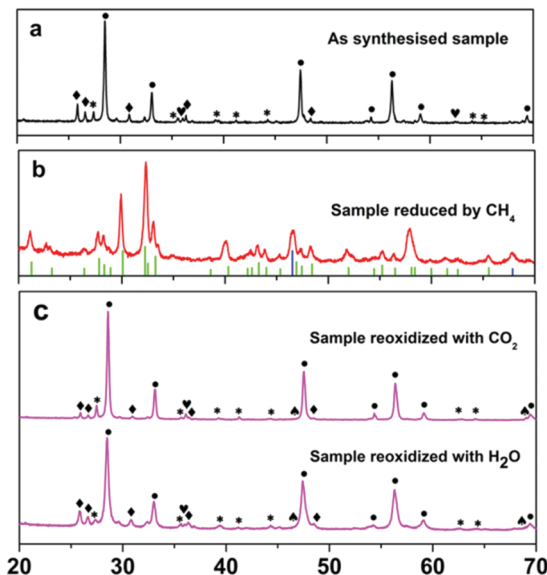 a
As synthesised sample
b
Sample reduced by CH4
c
Sample reoxidized with CO2
Sample reoxidized with H2O
20 30 40 50 60 70